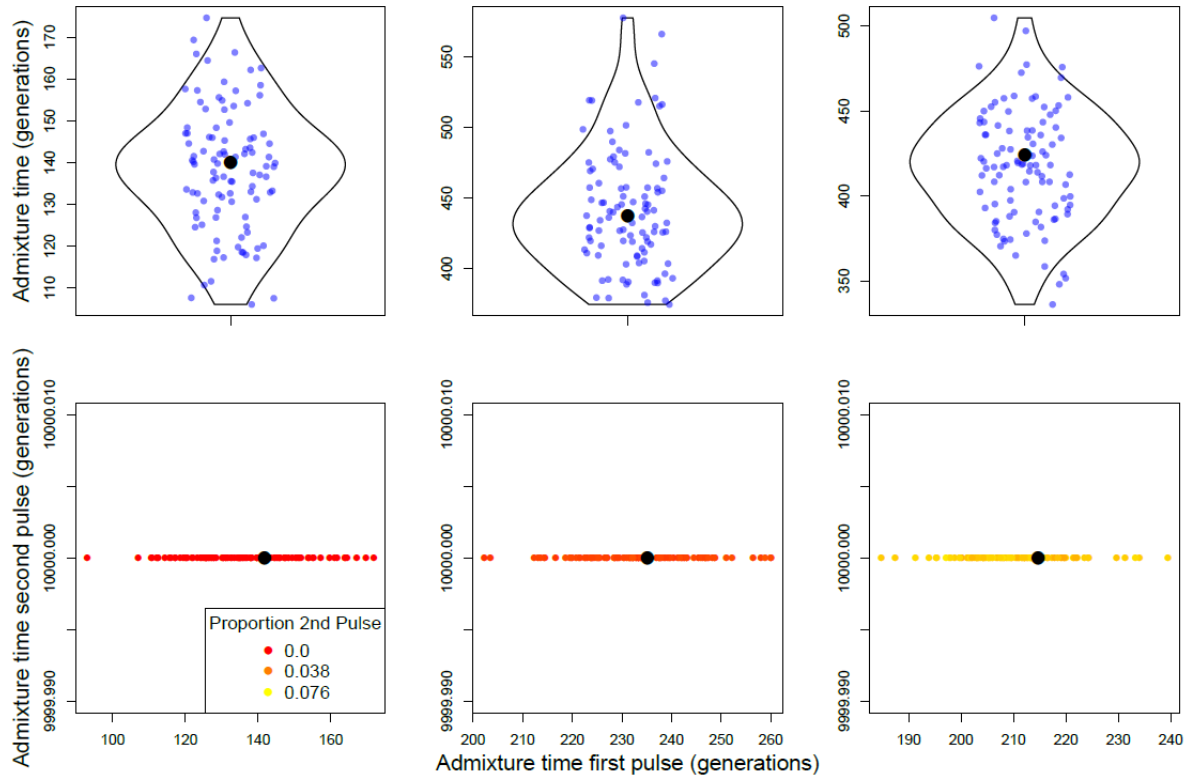 Admixture time (generations)
110 120 130 140 150 160 170
400 450 500 550
350 400 450 500
Admixture time second pulse (generations)
9999.990 10000.000 10000.010
9999.990 10000.000 10000.010
9999.990 10000.000 10000.010
Proportion 2nd Pulse
0.0
0.038
0.076
100 120 140 160
200 210 220 230 240 250 260
190 200 210 220 230 240
Admixture time first pulse (generations)